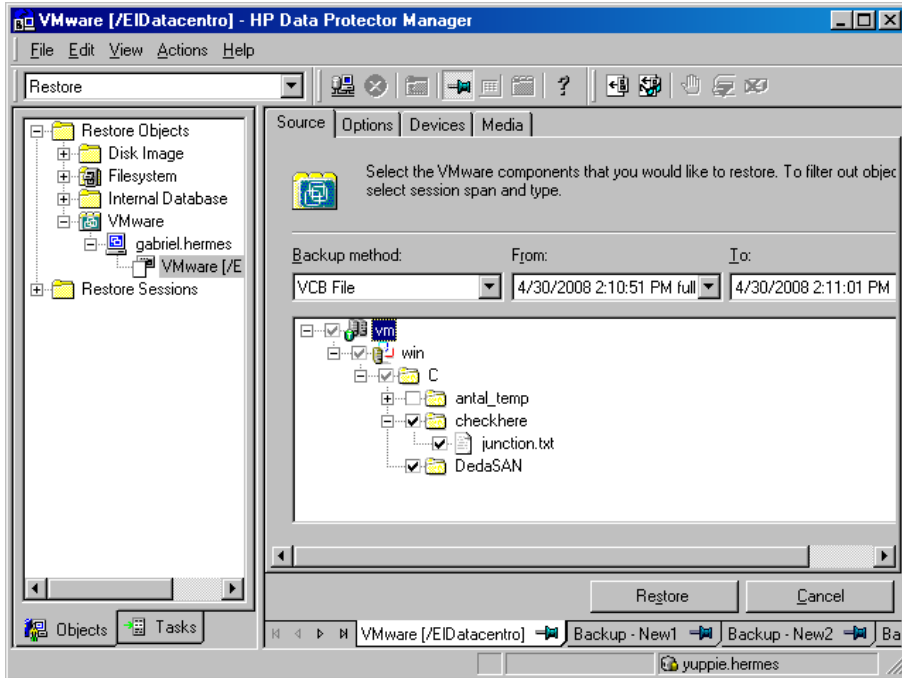 VMware [/ElDatacentro] - HP Data Protector Manager
File Edit View Actions Help
Restore
Restore Objects
Disk Image
Filesystem
Internal Database
VMware
gabriel.hermes
VMware [/E
Restore Sessions
Objects Tasks
Source Options Devices Media
Select the VMware components that you would like to restore. To filter out objec
select session span and type.
Backup method: From: To:
VCB File 4/30/2008 2:10:51 PM full 4/30/2008 2:11:01 PM
vm
win
C
antal_temp
checkhere
junction.txt
DedaSAN
Restore Cancel
VMware [/ElDatacentro] Backup - New1 Backup - New2 Ba
yuppie.hermes